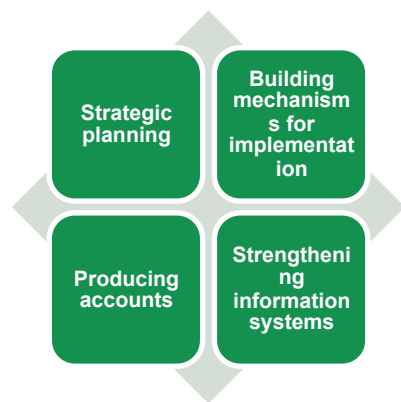 Strategic
planning
Building
mechanism
s for
implementat
ion
Producing
accounts
Strengtheni
ng
information
systems